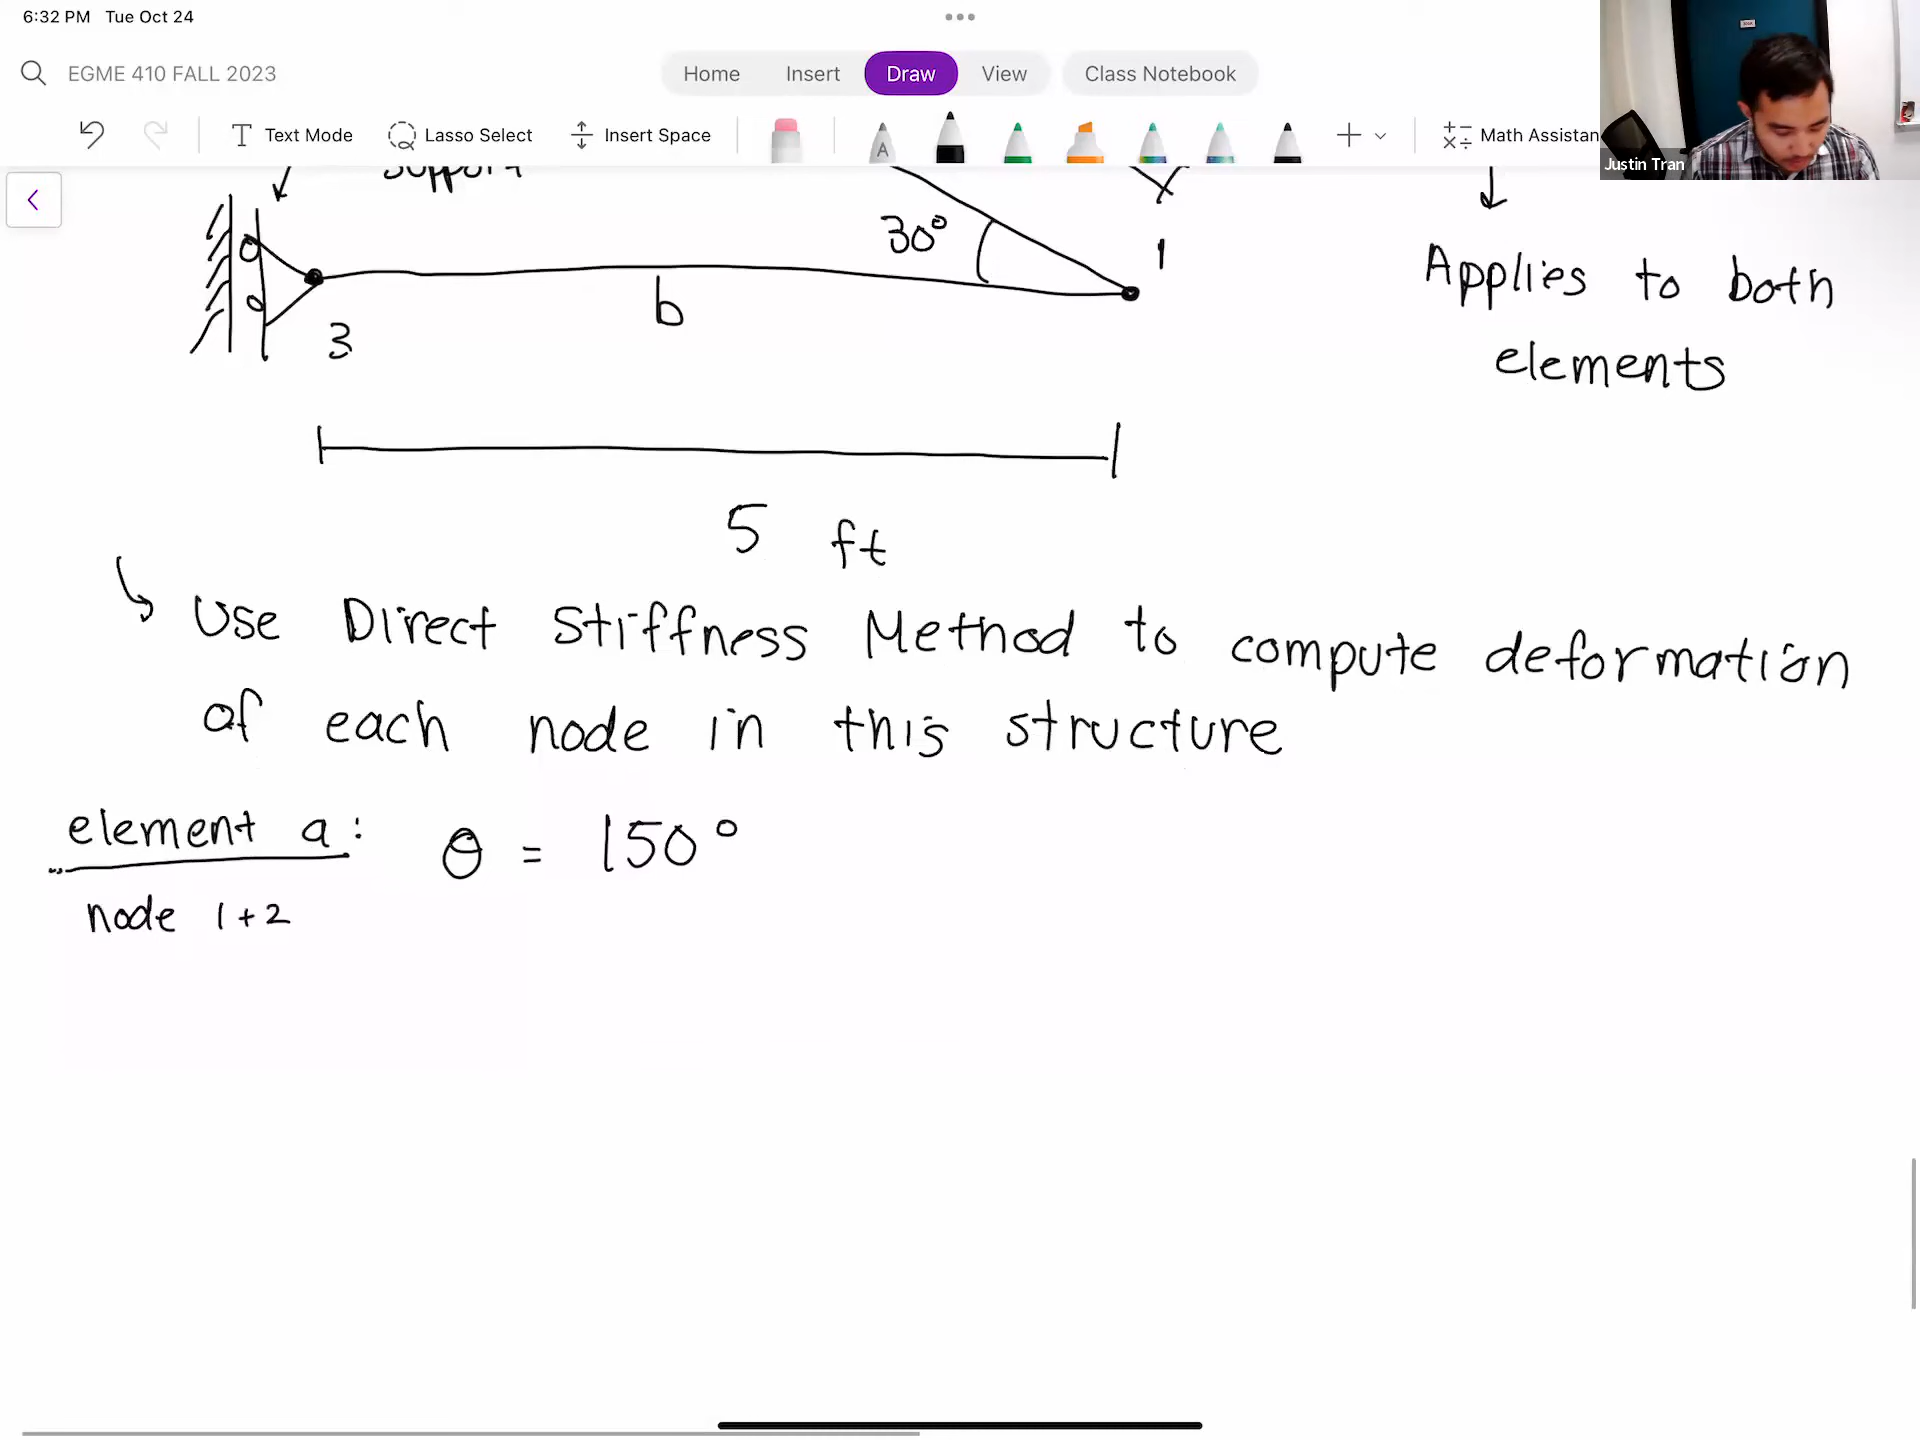 6:32 PM Tue Oct 24
EGME 410 FALL 2023
Home Insert Draw View Class Notebook
Text Mode Lasso Select Insert Space A Math Assistan
Justin Tran
support
30°
1
b
3
Applies to both
elements
5 ft
Use Direct Stiffness Method to compute deformation
of each node in this structure
element a: θ = 150°
node 1+2